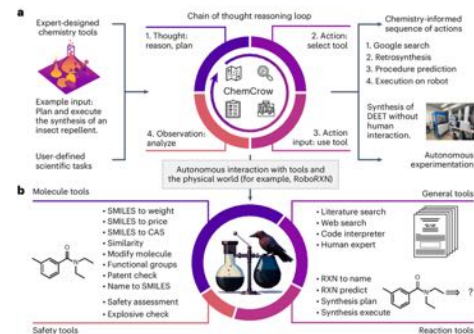 a
Expert-designed
chemistry tools
Example input:
Plan and execute
the synthesis of an
insect repellent.
User-defined
scientific tasks
Chain of thought reasoning loop
1. Thought:
reason, plan
2. Action:
select tool
ChemCrow
4. Observation:
analyze
3. Action
input: use tool
Chemistry-informed
sequence of actions
1. Google search
2. Retrosynthesis
3. Procedure prediction
4. Execution on robot
Synthesis of
DEET without
human
interaction.
Autonomous
experimentation
Autonomous interaction with tools and
the physical world (for example, RoboRXN)
b
Molecule tools
• SMILES to weight
• SMILES to price
• SMILES to CAS
• Similarity
• Modify molecule
• Functional groups
• Patent check
• Name to SMILES
• Safety assessment
• Explosive check
Safety tools
O
N
General tools
• Literature search
• Web search
• Code interpreter
• Human expert
• RXN to name
• RXN predict
• Synthesis plan
• Synthesis execute
O
N
?
Reaction tools